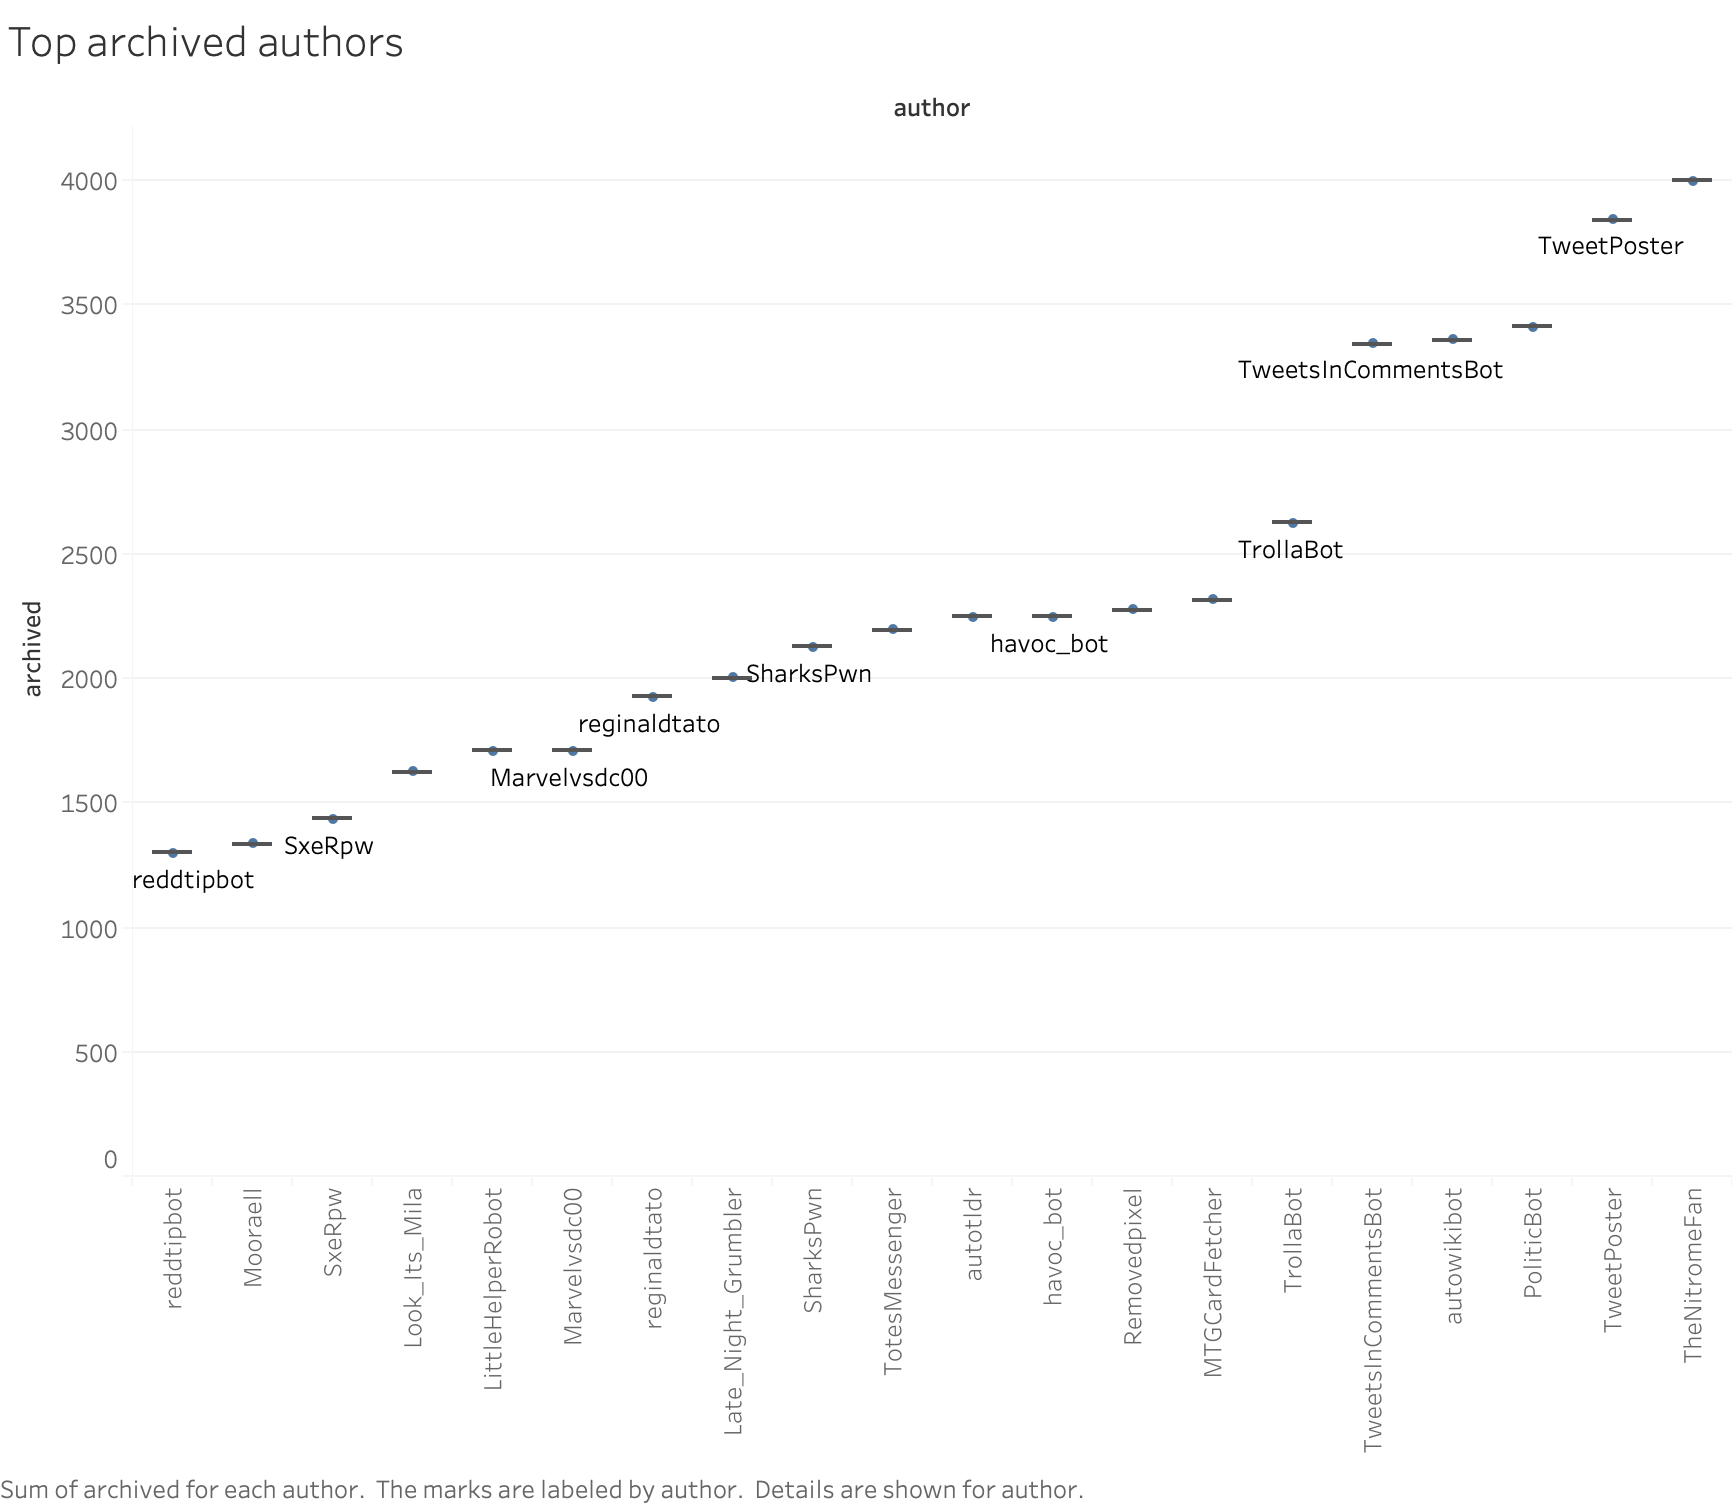 Top archived authors
author
4000
3500
3000
2500
2000
1500
1000
500
0
archived
TweetPoster
TweetsInCommentsBot
TrollaBot
havoc_bot
SharksPwn
reginaldtato
Marvelvsdc00
SxeRpw
reddtipbot
reddtipbot
Mooraell
SxeRpw
Look_Its_Mila
LittleHelperRobot
Marvelvsdc00
reginaldtato
Late_Night_Grumbler
SharksPwn
TotesMessenger
autotldr
havoc_bot
Removedpixel
MTGCardFetcher
TrollaBot
TweetsInCommentsBot
autowikibot
PoliticBot
TweetPoster
TheNitromeFan
Sum of archived for each author.  The marks are labeled by author.  Details are shown for author.